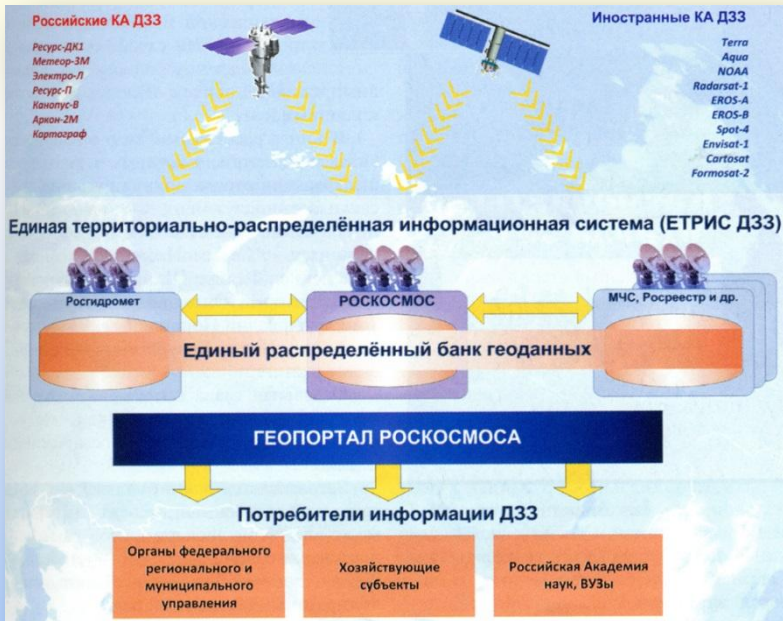 Российские КА ДЗЗ
Ресурс-ДК1
Метеор-3М
Электро-Л
Ресурс-П
Канопус-В
Аркон-2М
Картограф
Иностранные КА ДЗЗ
Terra
Aqua
NOAA
Radarsat-1
EROS-A
EROS-B
Spot-4
Envisat-1
Cartosat
Formosat-2
Единая территориально-распределённая информационная система (ЕТРИС ДЗЗ)
Росгидромет
РОСКОСМОС
МЧС, Росреестр и др.
Единый распределённый банк геоданных
ГЕОПОРТАЛ РОСКОСМОСА
Потребители информации ДЗЗ
Органы федерального
регионального и
муниципального
управления
Хозяйствующие
субъекты
Российская Академия
наук, ВУЗы